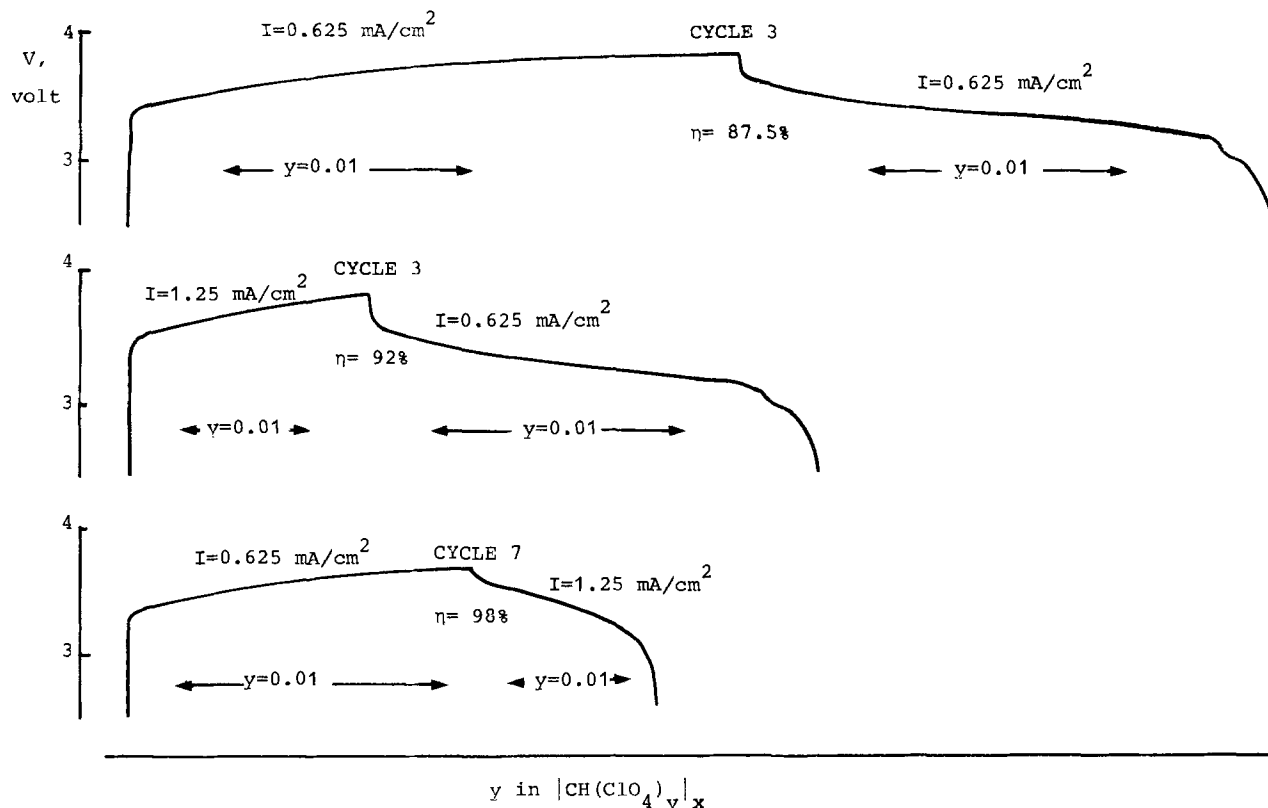 I=0.625 mA/cm²
CYCLE 3
4
V,
volt
I=0.625 mA/cm²
η= 87.5%
3
y=0.01
y=0.01
4
CYCLE 3
I=1.25 mA/cm²
I=0.625 mA/cm²
η= 92%
3
y=0.01
y=0.01
4
I=0.625 mA/cm²
CYCLE 7
I=1.25 mA/cm²
η= 98%
3
y=0.01
y=0.01
y in |CH(ClO₄)y|x